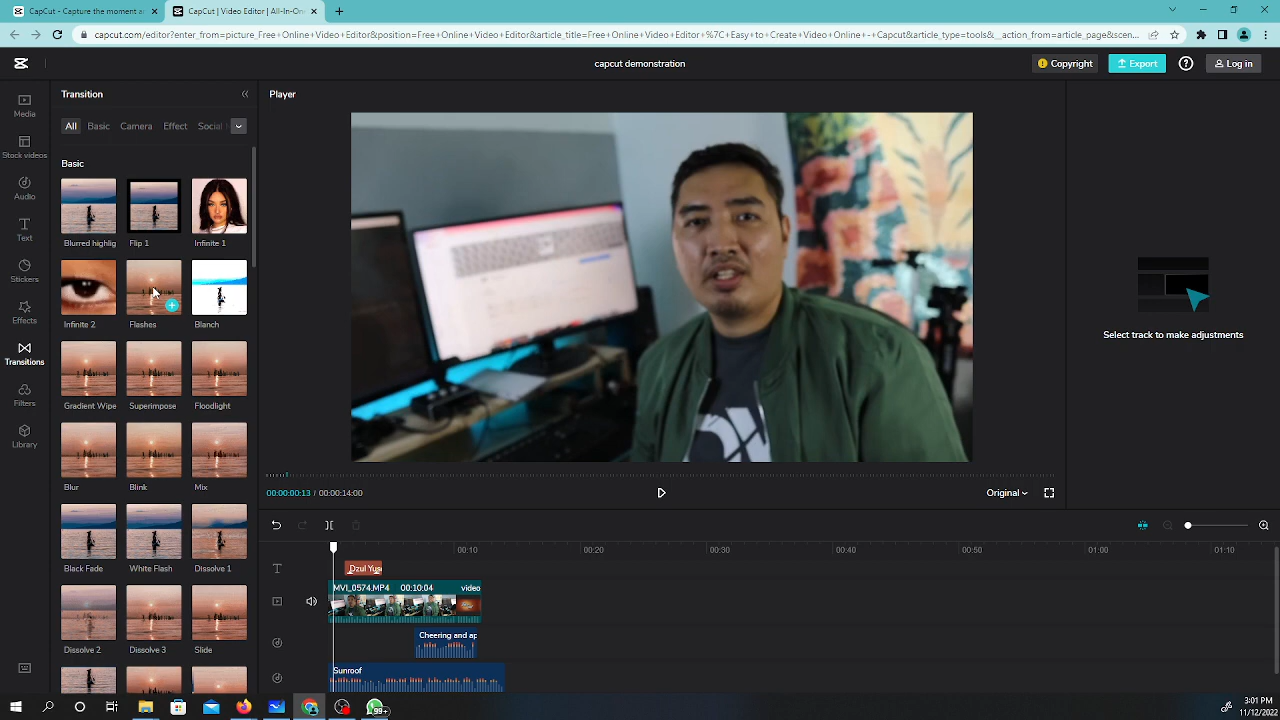 CapCut - Capture the moment a
CapCut | Video Editor | All-In-One
capcut.com/editor?enter_from=picture_Free+Online+Video+Editor&position=Free+Online+Video+Editor&article_title=Free+Online+Video+Editor+%7C+Easy+to+Create+Video+Online+-+Capcut&article_type=tools&__action_from=article_page&scen...
capcut demonstration
Copyright
Export
Log in
Media
Stock videos
Audio
Text
Stickers
Effects
Transitions
Filters
Library
Transition
All Basic Camera Effect Social
Basic
Blurred highlig Flip 1 Infinite 1
Infinite 2 Flashes Blanch
Gradient Wipe Superimpose Floodlight
Blur Blink Mix
Black Fade White Flash Dissolve 1
Dissolve 2 Dissolve 3 Slide
Player
00:00:00:13 / 00:00:14:00
Original
Select track to make adjustments
00:10 00:20 00:30 00:40 00:50 01:00 01:10
Dzul Yus
MVI_0574.MP4 00:10:04 video
Cheering and ap
Sunroof
99+
3:01 PM
11/12/2022